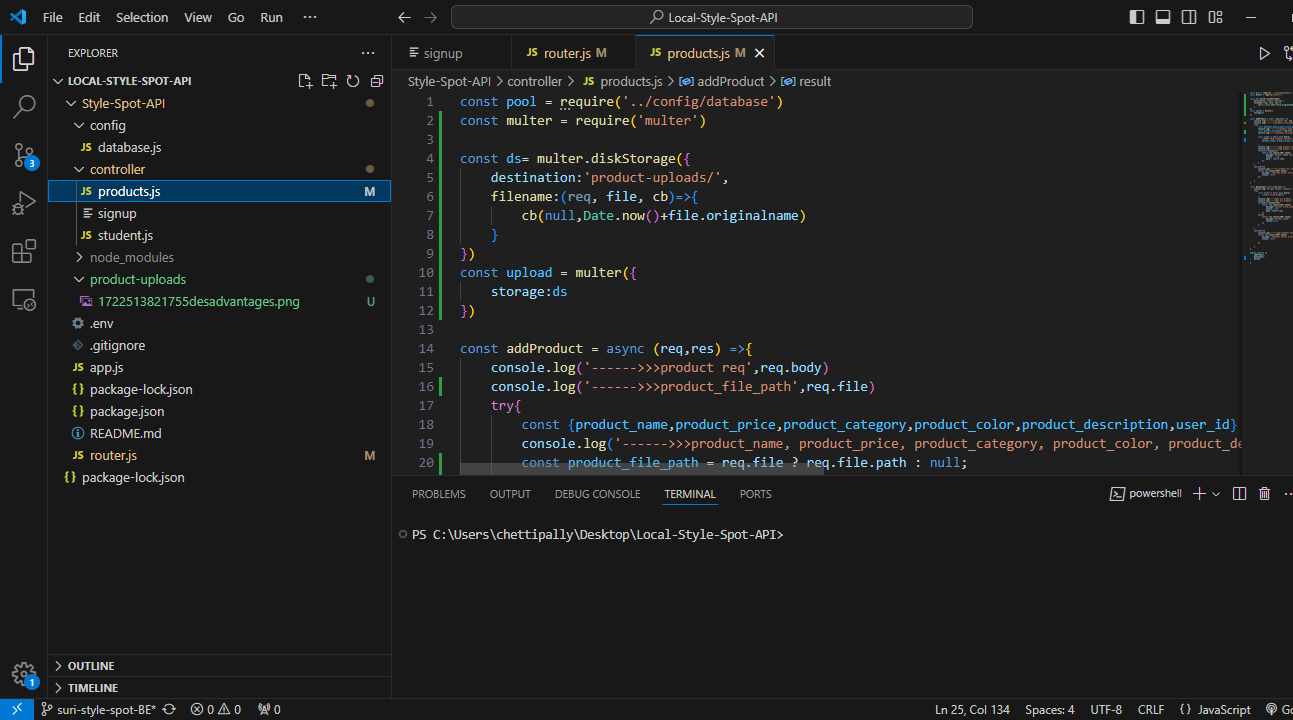 File Edit Selection View Go Run ··· Local-Style-Spot-API
EXPLORER ···
LOCAL-STYLE-SPOT-API
Style-Spot-API
config
JS database.js
controller
JS products.js M
signup
JS student.js
node_modules
product-uploads
1722513821755desadvantages.png U
.env
.gitignore
JS app.js
{} package-lock.json
{} package.json
README.md
JS router.js M
{} package-lock.json
OUTLINE
TIMELINE
3
1
signup JS router.js M JS products.js M
Style-Spot-API > controller > JS products.js > addProduct > result
1 const pool = require('../config/database')
2 const multer = require('multer')
3
4 const ds= multer.diskStorage({
5 destination:'product-uploads/',
6 filename:(req, file, cb)=>{
7 cb(null,Date.now()+file.originalname)
8 }
9 })
10 const upload = multer({
11 storage:ds
12 })
13
14 const addProduct = async (req,res) =>{
15 console.log('------>>>product req',req.body)
16 console.log('------>>>product_file_path',req.file)
17 try{
18 const {product_name,product_price,product_category,product_color,product_description,user_id}
19 console.log('------>>>product_name, product_price, product_category, product_color, product_de
20 const product_file_path = req.file ? req.file.path : null;
PROBLEMS OUTPUT DEBUG CONSOLE TERMINAL PORTS powershell
PS C:\Users\chettipally\Desktop\Local-Style-Spot-API>
suri-style-spot-BE* 0 0 0 Ln 25, Col 134 Spaces: 4 UTF-8 CRLF {} JavaScript Go